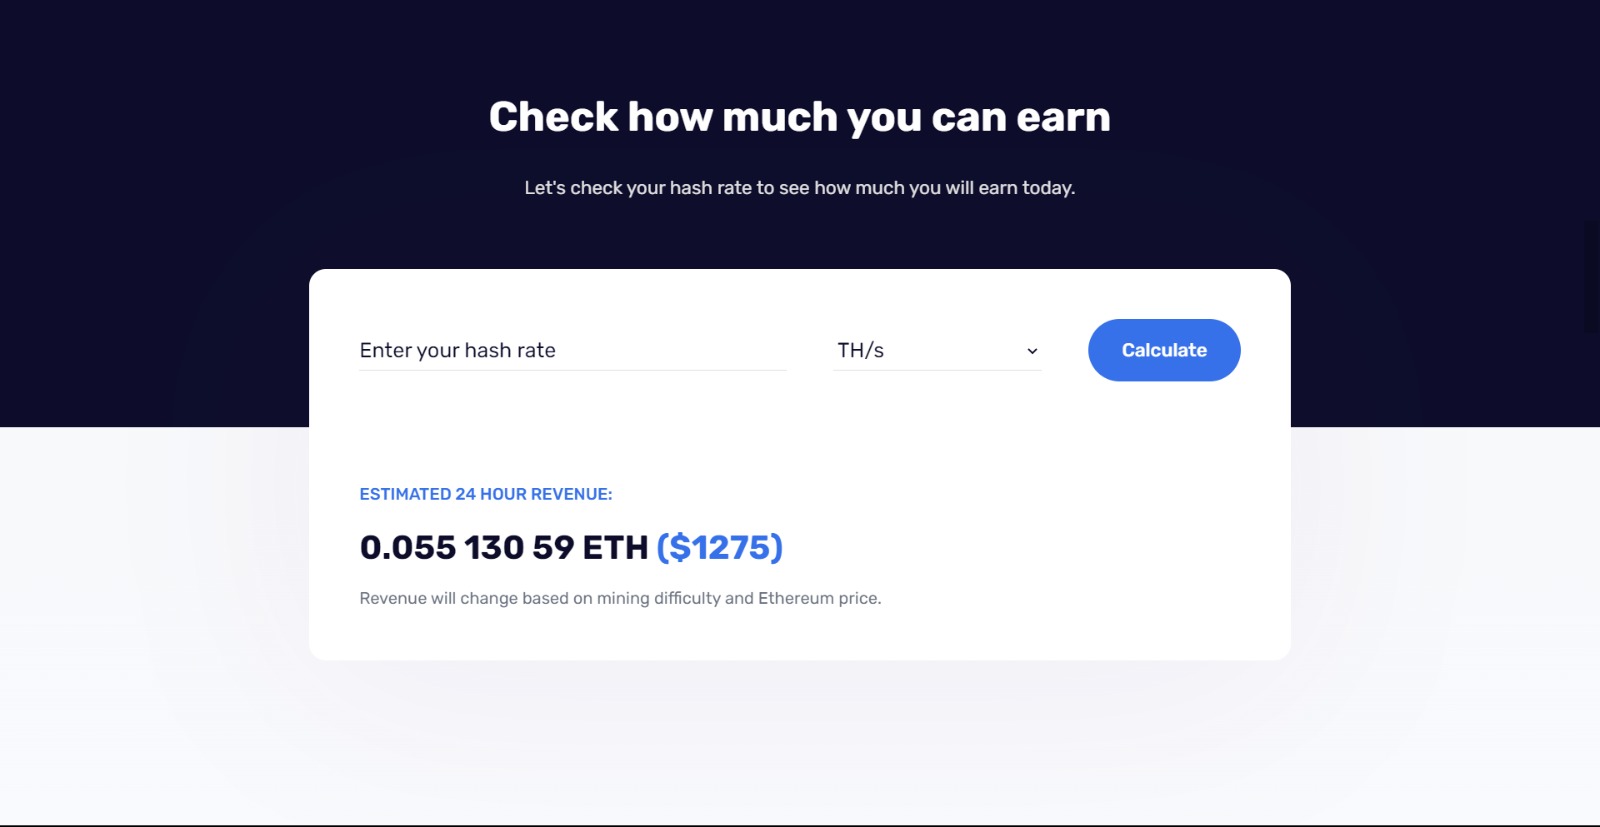 Check how much you can earn
Let's check your hash rate to see how much you will earn today.
Enter your hash rate
TH/s
Calculate
ESTIMATED 24 HOUR REVENUE:
0.055 130 59 ETH ($1275)
Revenue will change based on mining difficulty and Ethereum price.